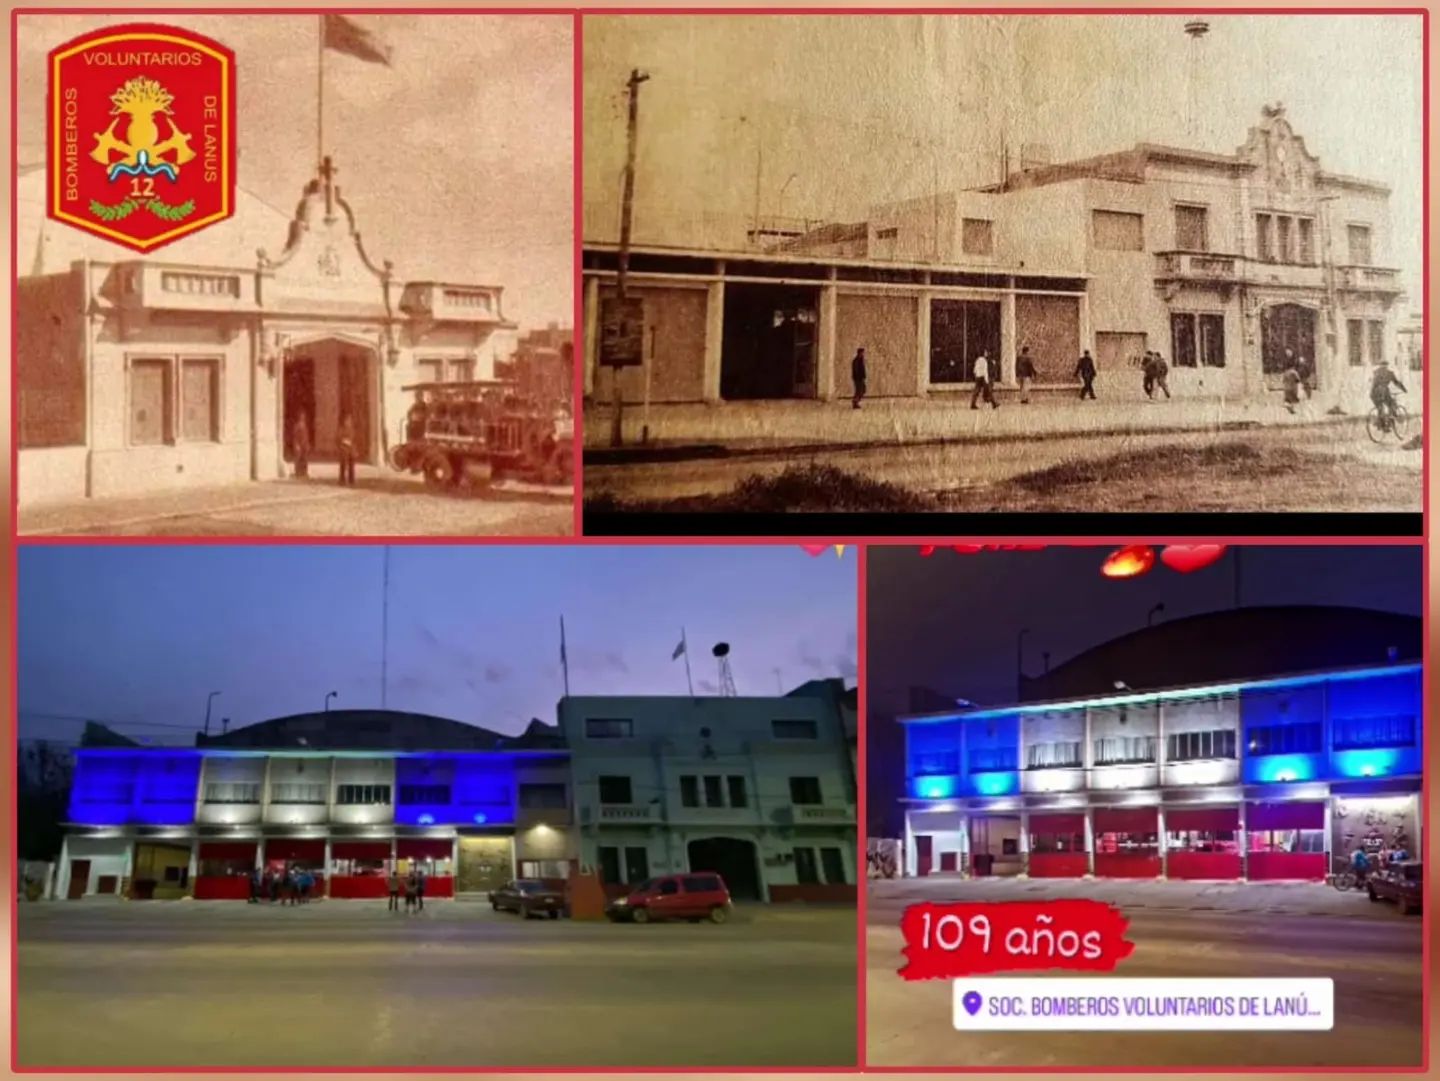 VOLUNTARIOS
BOMBEROS
DE LANUS
12
109 años
SOC. BOMBEROS VOLUNTARIOS DE LANÚ...